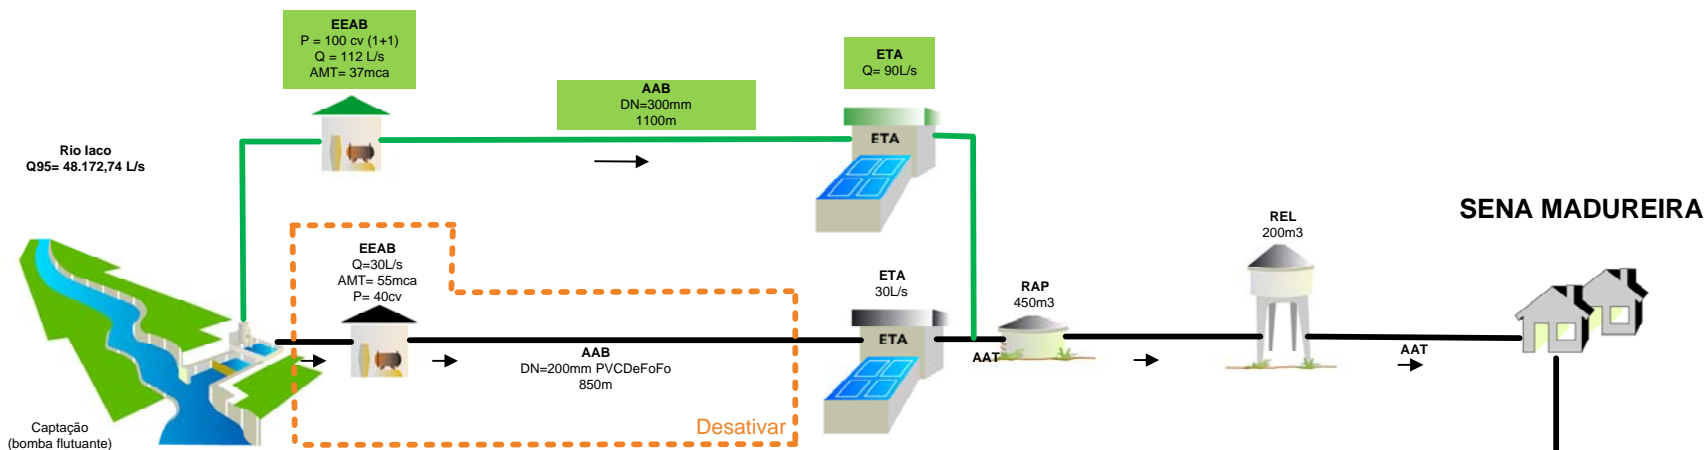 EEAB
P = 100 cv (1+1)
Q = 112 L/s
AMT= 37mca
ETA
Q= 90L/s
AAB
DN=300mm
1100m
ETA
Rio Iaco
Q95= 48.172,74 L/s
SENA MADUREIRA
REL
200m3
EEAB
Q=30L/s
AMT= 55mca
P= 40cv
ETA
30L/s
RAP
450m3
ETA
AAB
DN=200mm PVCDeFoFo
850m
AAT
AAT
Desativar
Captação
(bomba flutuante)